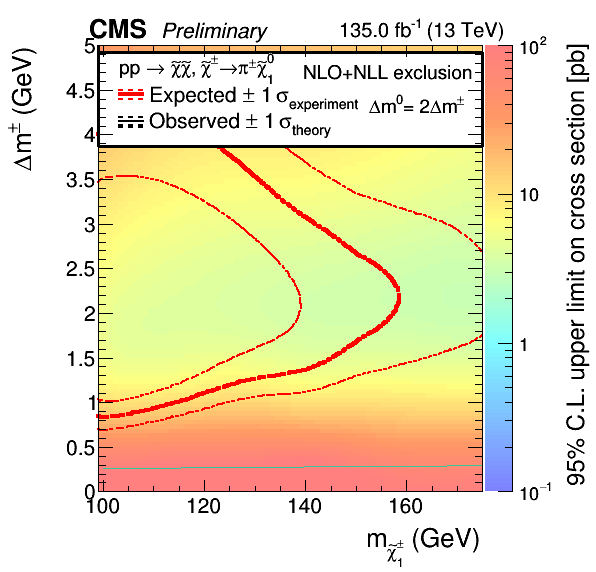 CMS Preliminary 135.0 fb⁻¹ (13 TeV)
pp → χ̃χ̃, χ̃±→π±χ̃⁰₁ NLO+NLL exclusion
Expected ± 1 σexperiment Δm⁰= 2Δm±
Observed ± 1 σtheory
Δm± (GeV)
5
4.5
4
3.5
3
2.5
2
1.5
1
0.5
0
100 120 140 160
mχ̃±₁ (GeV)
10²
10
1
10⁻¹
95% C.L. upper limit on cross section [pb]